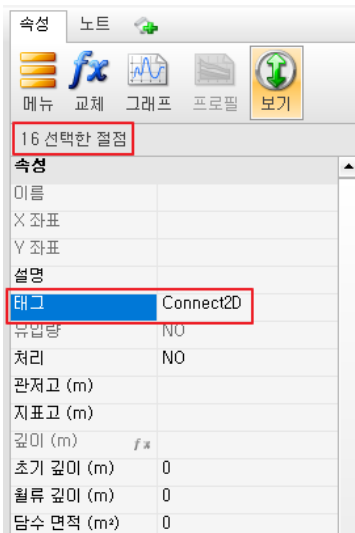 속성 노트
메뉴 교체 그래프 프로필 보기
16 선택한 절점
속성
이름
X 좌표
Y 좌표
설명
태그 Connect2D
유입량 NO
처리 NO
관저고 (m)
지표고 (m)
깊이 (m) fx
초기 깊이 (m) 0
월류 깊이 (m) 0
담수 면적 (m²) 0